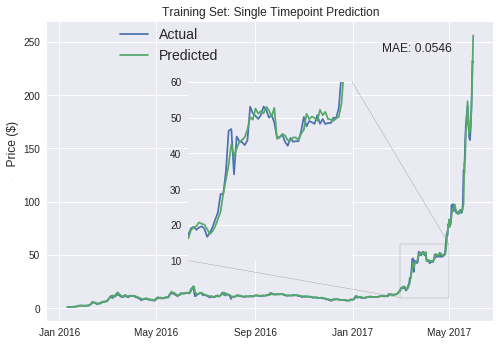 Training Set: Single Timepoint Prediction
Actual
Predicted
MAE: 0.0546
Price ($)
250
200
150
100
50
0
60
50
40
30
20
10
Jan 2016
May 2016
Sep 2016
Jan 2017
May 2017